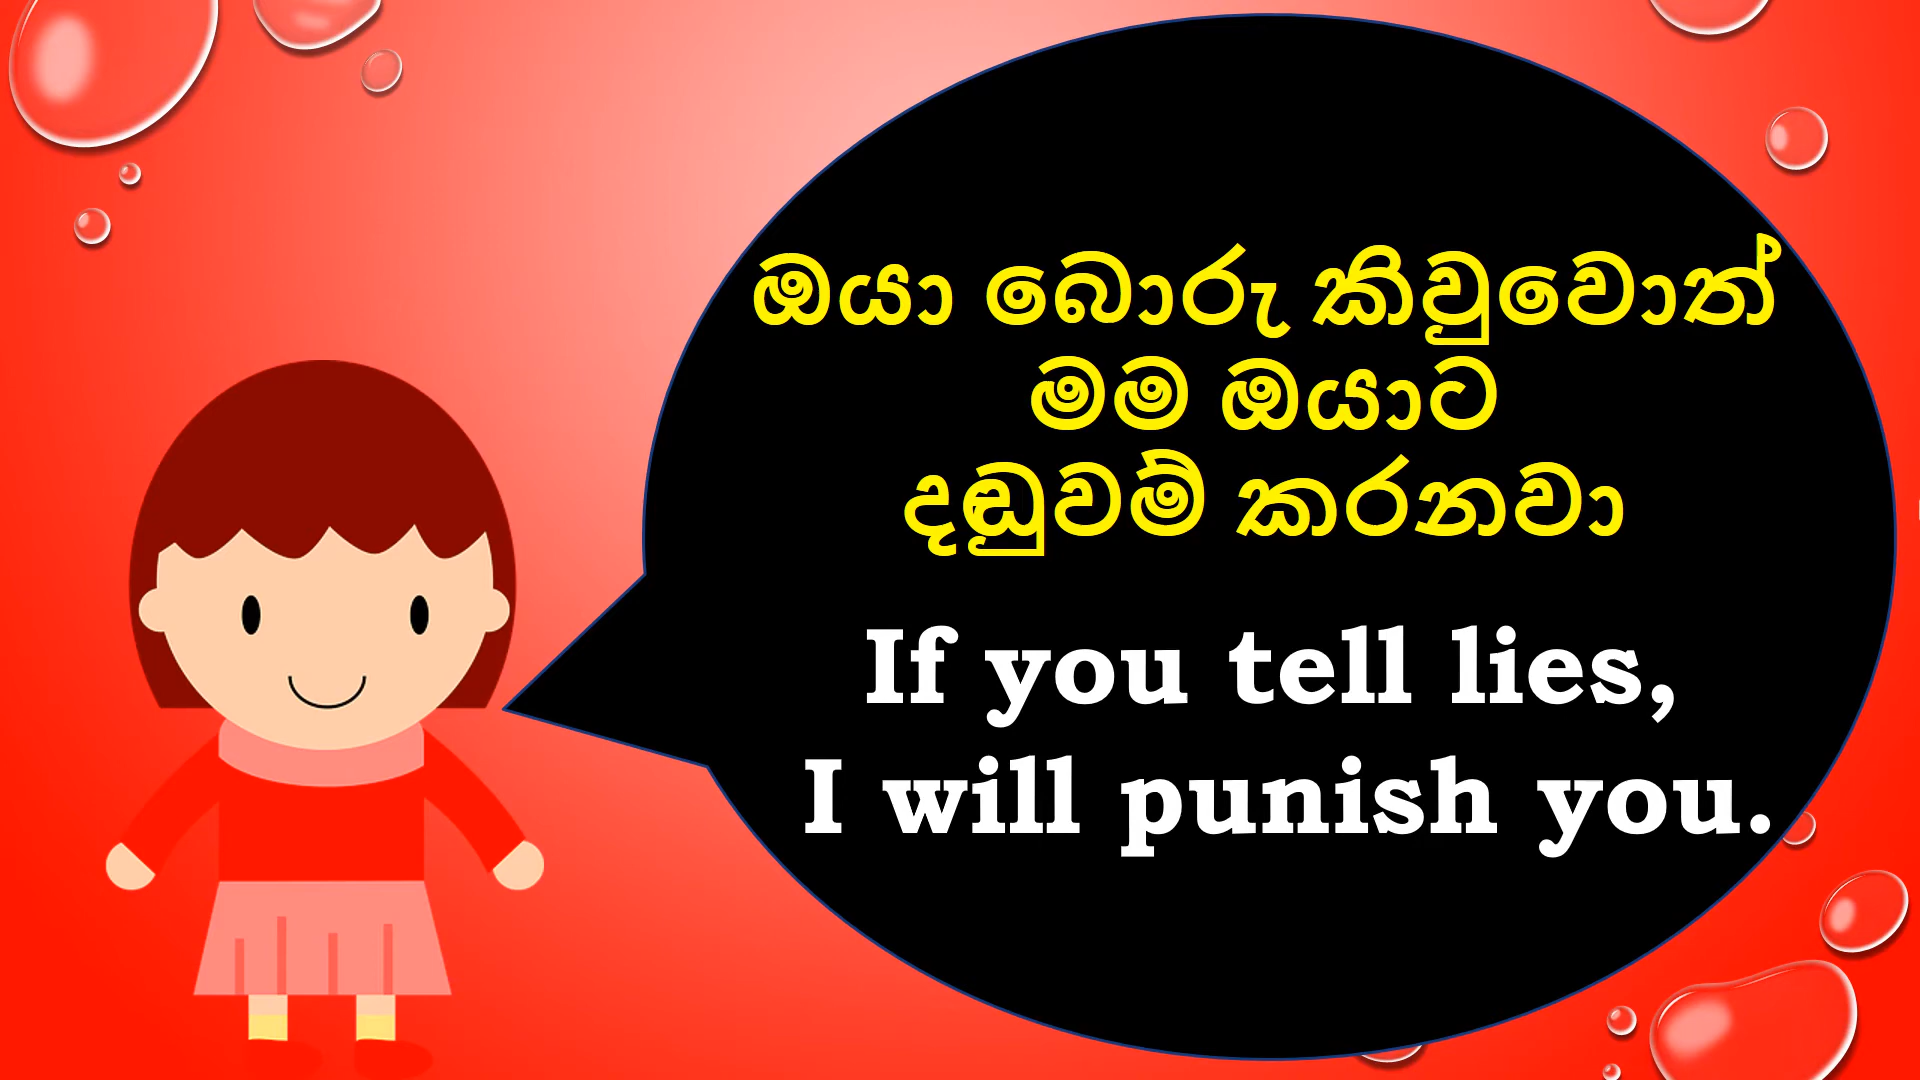 ඔයා බොරු කිව්වුවොත්
මම ඔයාට
දඬුවම් කරනවා
If you tell lies,
I will punish you.